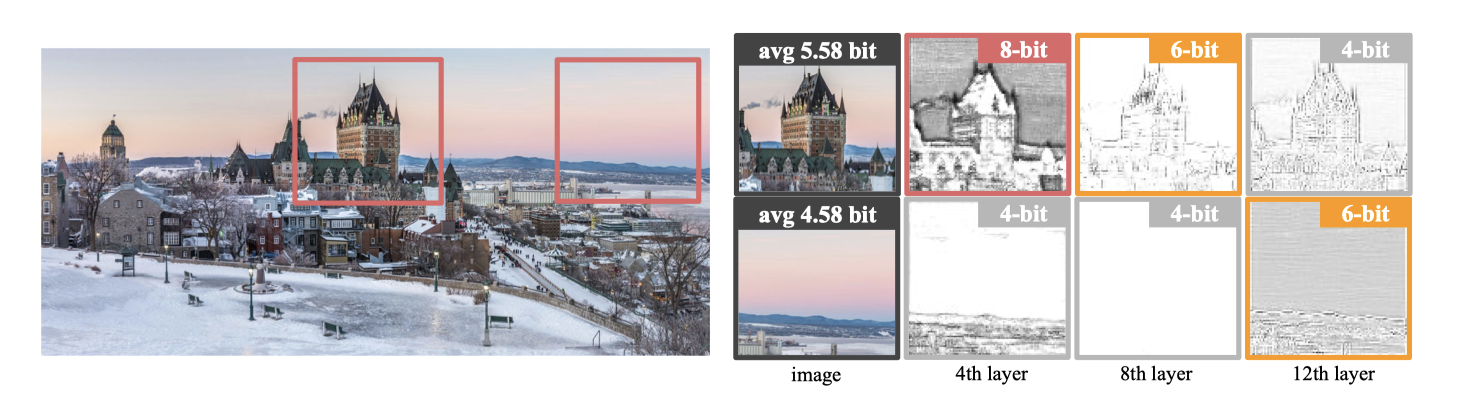 avg 5.58 bit
8-bit
6-bit
4-bit
avg 4.58 bit
4-bit
4-bit
6-bit
image
4th layer
8th layer
12th layer